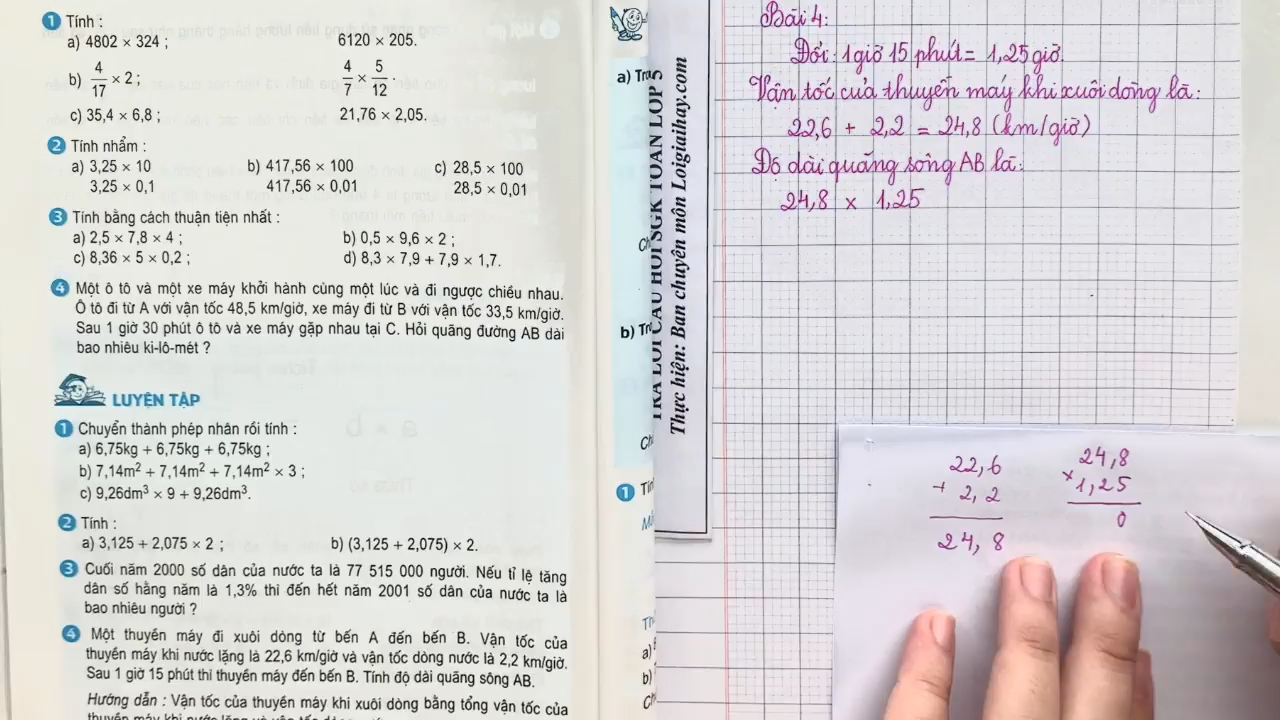 1 Tính :
a) 4802 × 324 ; 6120 × 205.
b) 4/17 × 2 ; 4/7 × 5/12 .
c) 35,4 × 6,8 ; 21,76 × 2,05.
2 Tính nhẩm :
a) 3,25 × 10 b) 417,56 × 100 c) 28,5 × 100
3,25 × 0,1 417,56 × 0,01 28,5 × 0,01
3 Tính bằng cách thuận tiện nhất :
a) 2,5 × 7,8 × 4 ; b) 0,5 × 9,6 × 2 ;
c) 8,36 × 5 × 0,2 ; d) 8,3 × 7,9 + 7,9 × 1,7.
4 Một ô tô và một xe máy khởi hành cùng một lúc và đi ngược chiều nhau.
Ô tô đi từ A với vận tốc 48,5 km/giờ, xe máy đi từ B với vận tốc 33,5 km/giờ.
Sau 1 giờ 30 phút ô tô và xe máy gặp nhau tại C. Hỏi quãng đường AB dài
bao nhiêu ki-lô-mét ?
LUYỆN TẬP
1 Chuyển thành phép nhân rồi tính :
a) 6,75kg + 6,75kg + 6,75kg ;
b) 7,14m² + 7,14m² + 7,14m² × 3 ;
c) 9,26dm³ × 9 + 9,26dm³.
2 Tính :
a) 3,125 + 2,075 × 2 ; b) (3,125 + 2,075) × 2.
3 Cuối năm 2000 số dân của nước ta là 77 515 000 người. Nếu tỉ lệ tăng
dân số hằng năm là 1,3% thì đến hết năm 2001 số dân của nước ta là
bao nhiêu người ?
4 Một thuyền máy đi xuôi dòng từ bến A đến bến B. Vận tốc của
thuyền máy khi nước lặng là 22,6 km/giờ và vận tốc dòng nước là 2,2 km/giờ.
Sau 1 giờ 15 phút thì thuyền máy đến bến B. Tính độ dài quãng sông AB.
Hướng dẫn : Vận tốc của thuyền máy khi xuôi dòng bằng tổng vận tốc của
a)
b)
1
a)
b)
TRẢ LỜI CÂU HỎI SGK TOÁN LỚP 5
Thực hiện: Ban chuyên môn Loigiaihay.com
Bài 4:
Đổi: 1 giờ 15 phút = 1,25 giờ.
Vận tốc của thuyền máy khi xuôi dòng là:
22,6 + 2,2 = 24,8 (km/giờ)
Độ dài quãng sông AB là:
24,8 × 1,25
22,6
+ 2,2
24,8
24,8
× 1,25
0